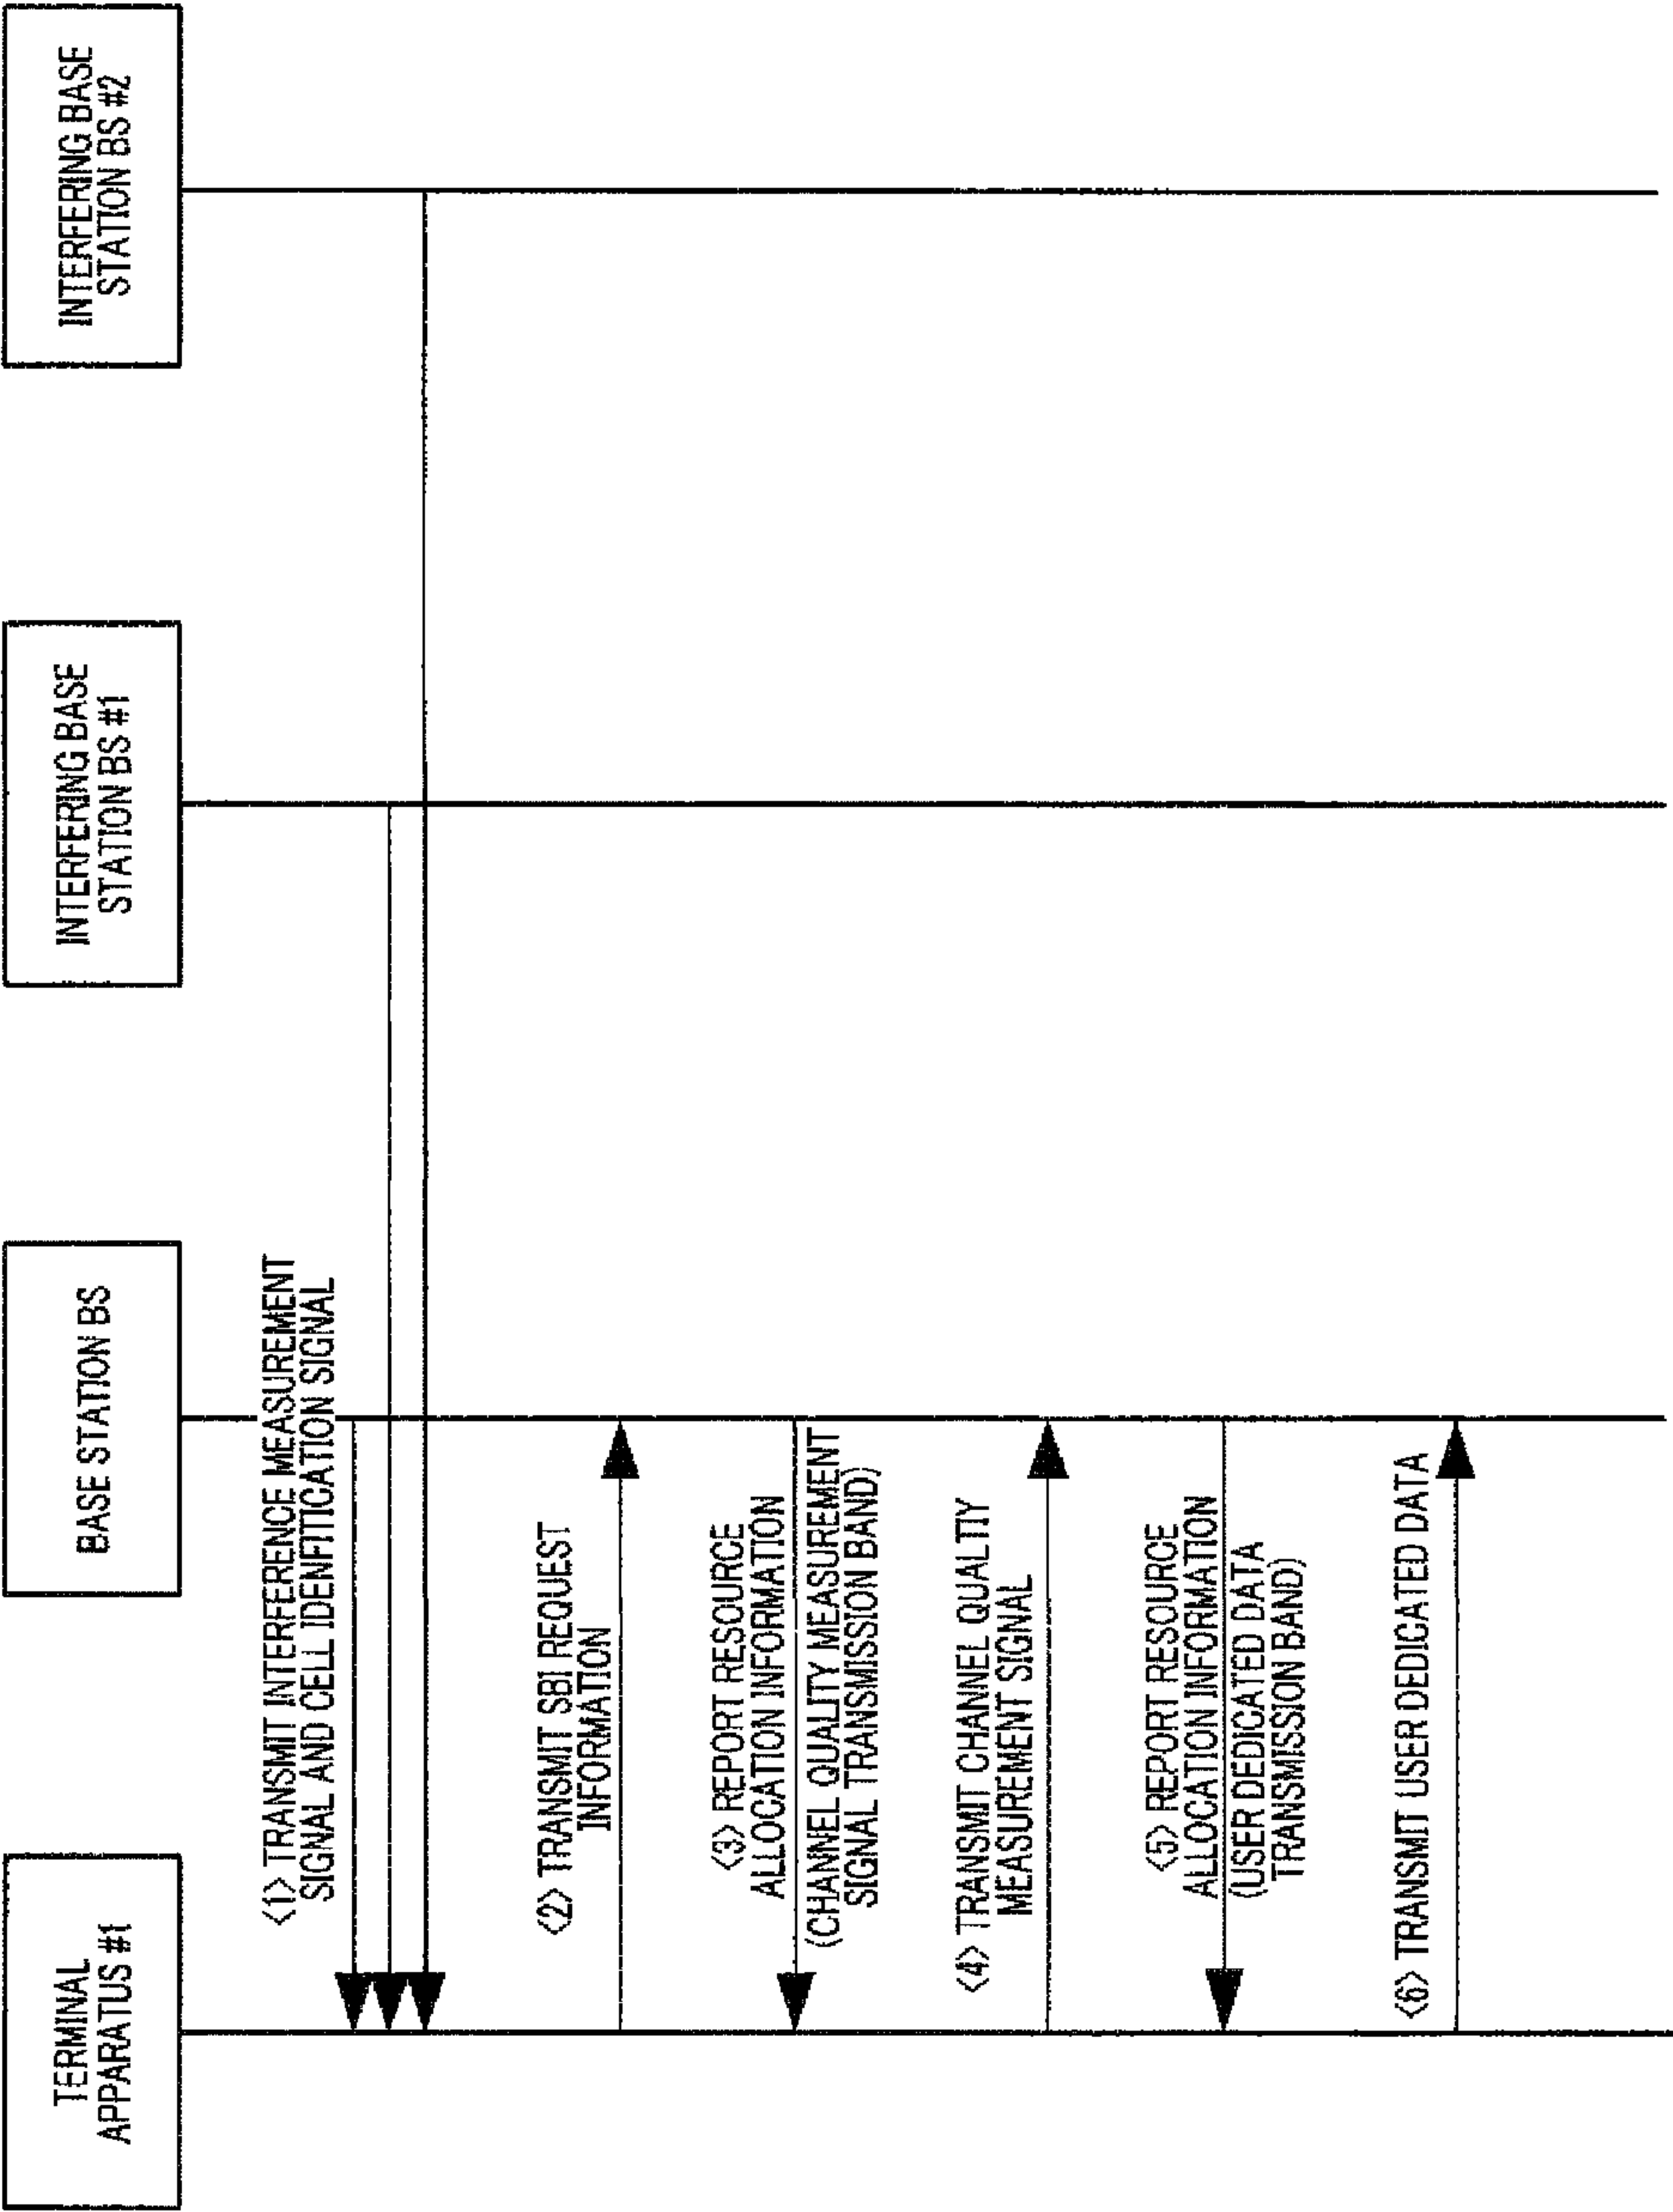 TERMINAL
APPARATUS #1
BASE STATION BS
INTERFERING BASE
STATION BS #1
INTERFERING BASE
STATION BS #2
<1> TRANSMIT INTERFERENCE MEASUREMENT
SIGNAL AND CELL IDENFITICATION SIGNAL
<2> TRANSMIT SBI REQUEST
INFORMATION
<3> REPORT RESOURCE
ALLOCATION INFORMATION
(CHANNEL QUALITY MEASUREMENT
SIGNAL TRANSMISSION BAND)
<4> TRANSMIT CHANNEL QUALTIY
MEASUREMENT SIGNAL
<5> REPORT RESOURCE
ALLOCATION INFORMATION
(USER DEDICATED DATA
TRANSMISSION BAND)
<6> TRANSMIT USER DEDICATED DATA